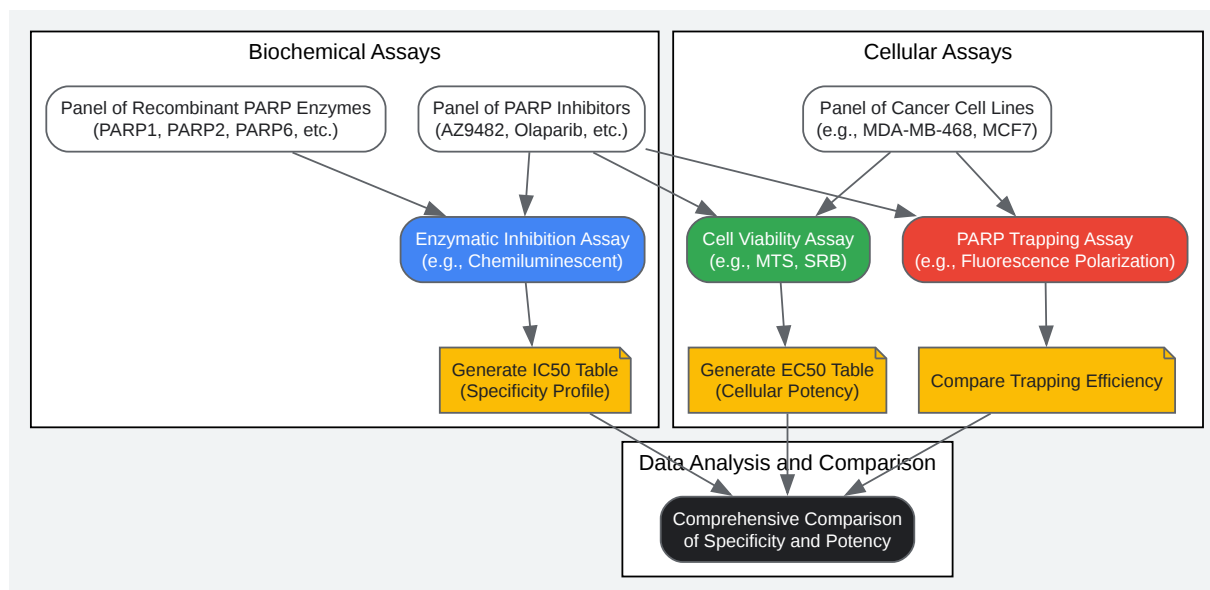 Biochemical Assays
Panel of Recombinant PARP Enzymes
(PARP1, PARP2, PARP6, etc.)
Panel of PARP Inhibitors
(AZ9482, Olaparib, etc.)
Enzymatic Inhibition Assay
(e.g., Chemiluminescent)
Generate IC50 Table
(Specificity Profile)
Cellular Assays
Panel of Cancer Cell Lines
(e.g., MDA-MB-468, MCF7)
Cell Viability Assay
(e.g., MTS, SRB)
PARP Trapping Assay
(e.g., Fluorescence Polarization)
Generate EC50 Table
(Cellular Potency)
Compare Trapping Efficiency
Data Analysis and Comparison
Comprehensive Comparison
of Specificity and Potency